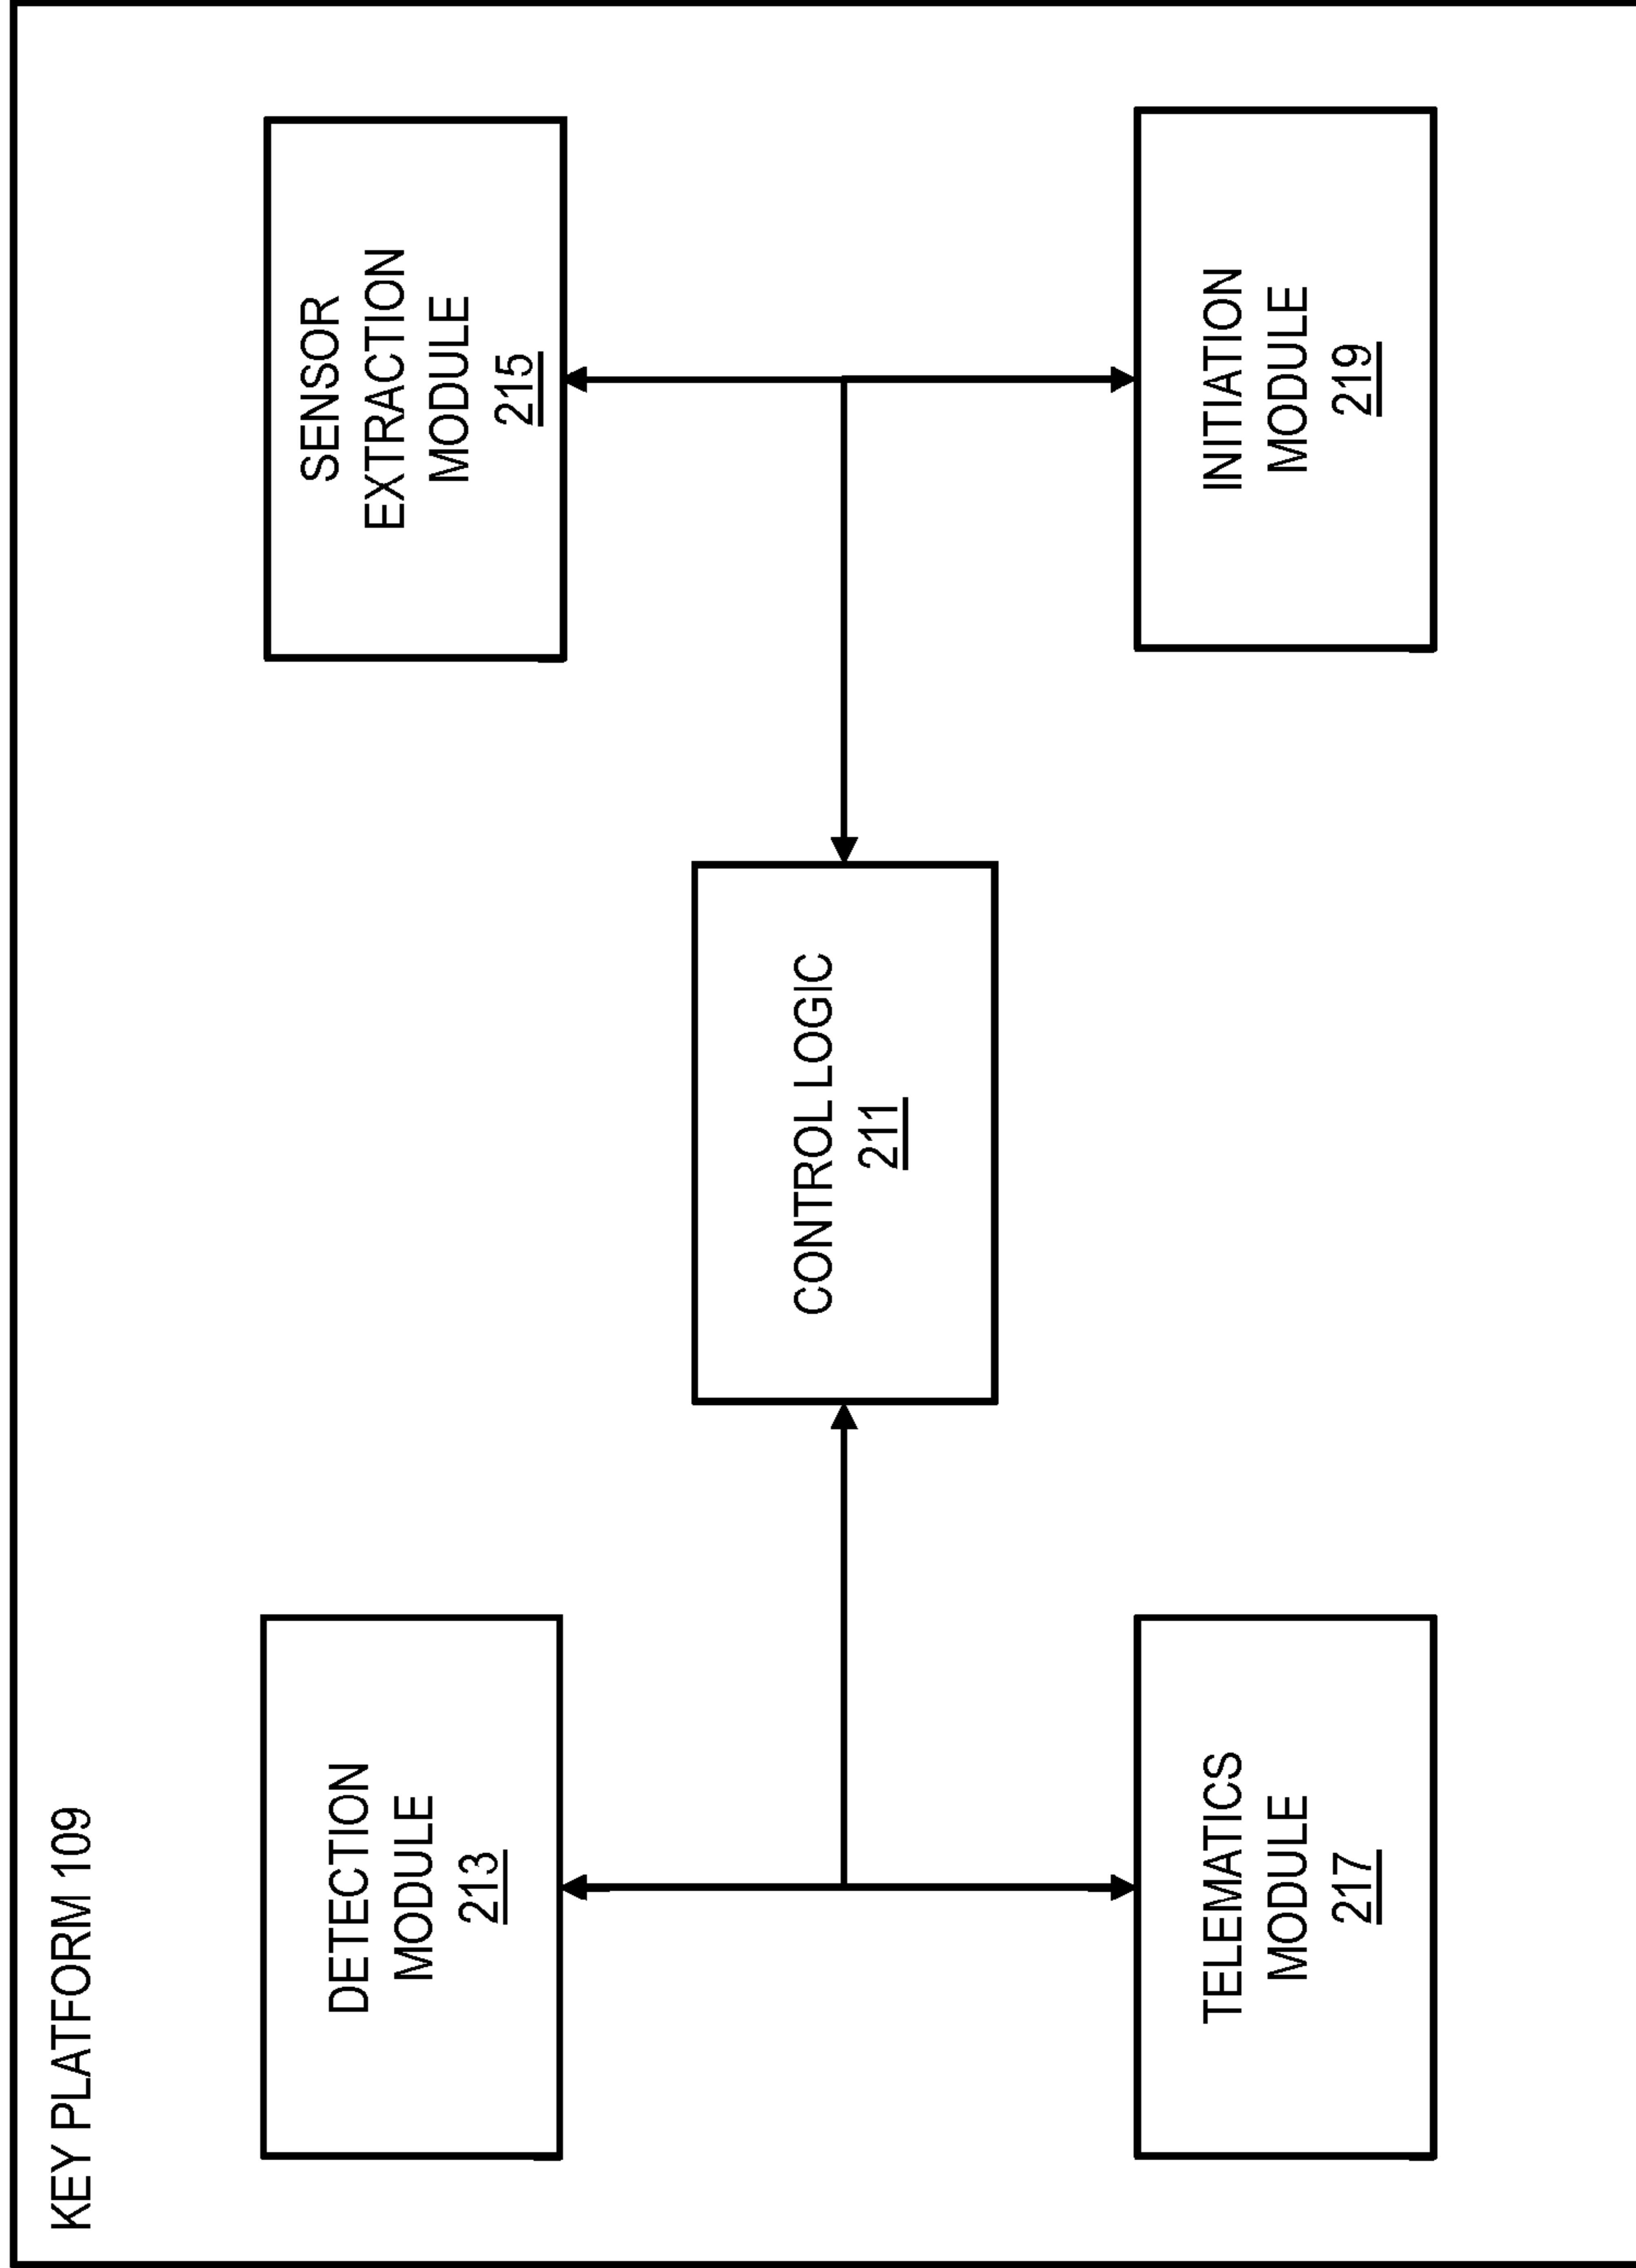 KEY PLATFORM 109
DETECTION
MODULE
213
SENSOR
EXTRACTION
MODULE
215
CONTROL LOGIC
211
TELEMATICS
MODULE
217
INITIATION
MODULE
219